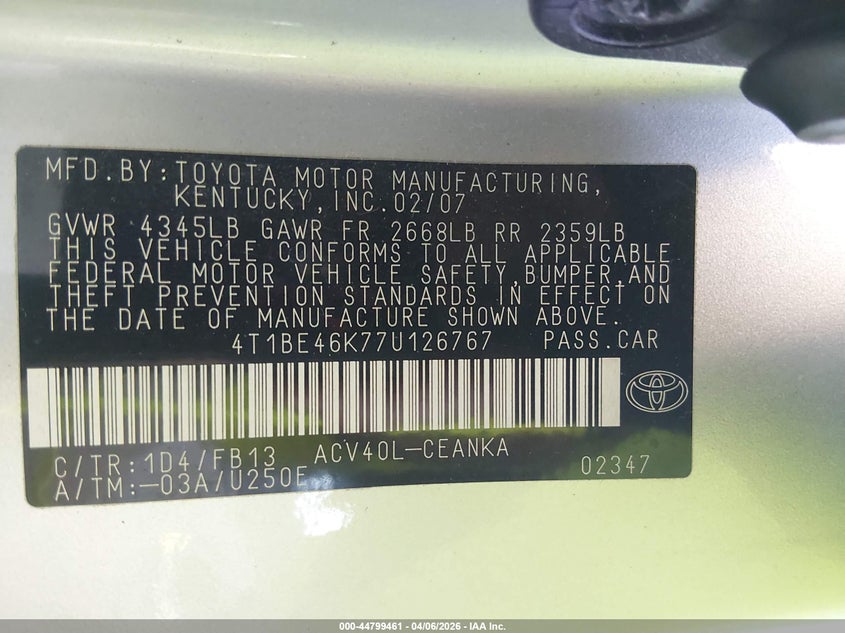 MFD.BY:TOYOTA MOTOR MANUFACTURING,
KENTUCKY,INC.02/07
GVWR 4345LB GAWR FR 2668LB RR 2359LB
THIS VEHICLE CONFORMS TO ALL APPLICABLE
FEDERAL MOTOR VEHICLE SAFETY,BUMPER,AND
THEFT PREVENTION STANDARDS IN EFFECT ON
THE DATE OF MANUFACTURE SHOWN ABOVE.
4T1BE46K77U126767 PASS.CAR
C/TR:1D4/FB13 ACV40L-CEANKA
A/TM:-03A/U250E 02347
000-44799461 | 04/06/2026 - IAA Inc.